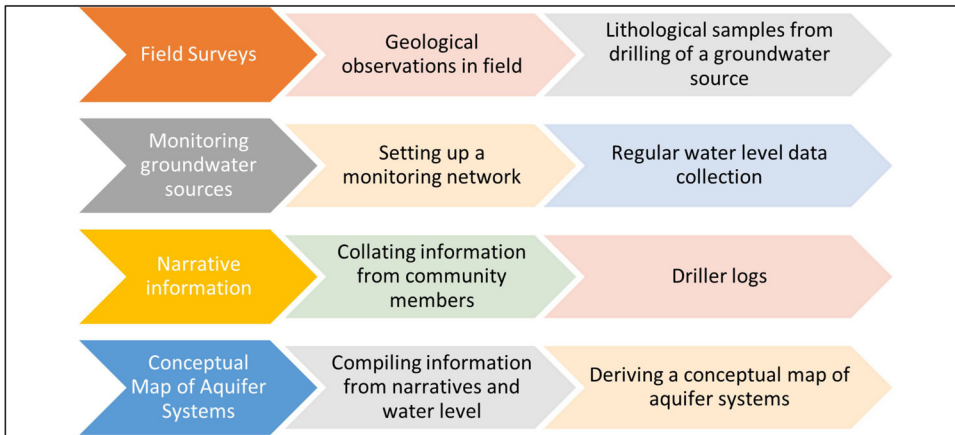 Field Surveys
Geological
observations in field
Lithological samples from
drilling of a groundwater
source
Monitoring
groundwater
sources
Setting up a
monitoring network
Regular water level data
collection
Narrative
information
Collating information
from community
members
Driller logs
Conceptual
Map of Aquifer
Systems
Compiling information
from narratives and
water level
Deriving a conceptual map of
aquifer systems